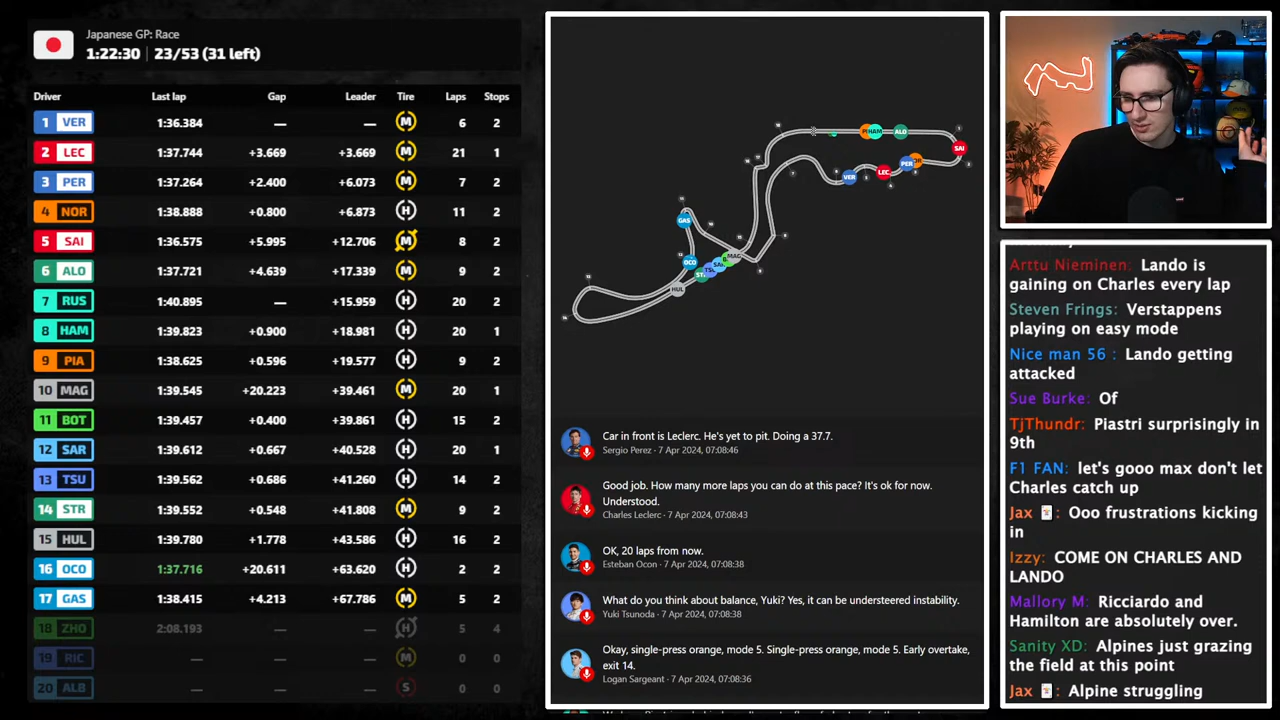 Japanese GP: Race
1:22:30 | 23/53 (31 left)
Driver Last lap Gap Leader Tire Laps Stops
1 VER 1:36.384 — — M 6 2
2 LEC 1:37.744 +3.669 +3.669 M 21 1
3 PER 1:37.264 +2.400 +6.073 M 7 2
4 NOR 1:38.888 +0.800 +6.873 H 11 2
5 SAI 1:36.575 +5.995 +12.706 M 8 2
6 ALO 1:37.721 +4.639 +17.339 M 9 2
7 RUS 1:40.895 — +15.959 H 20 2
8 HAM 1:39.823 +0.900 +18.981 H 20 1
9 PIA 1:38.625 +0.596 +19.577 H 9 2
10 MAG 1:39.545 +20.223 +39.461 M 20 1
11 BOT 1:39.457 +0.400 H 15 2
12 SAR 1:39.612 +0.667 +40.528 H 20 1
13 TSU 1:39.562 +0.686 H 14 2
14 STR 1:39.552 +0.548 +41.808 M 9 2
15 HUL 1:39.780 +1.778 +43.586 H 16 2
16 OCO 1:37.716 +20.611 +63.620 H 2 2
17 GAS 1:38.415 +4.213 +67.786 M 5 2
18 ZHO 2:08.193 — — H 5 4
19 RIC — — — M 0 0
20 ALB — — — S 0 0
HAM ALO
SAI
VER LEC PER
GAS
OCO MAG
HUL
Car in front is Leclerc. He's yet to pit. Doing a 37.7.
Sergio Perez · 7 Apr 2024, 07:08:46
Good job. How many more laps you can do at this pace? It's ok for now.
Understood.
Charles Leclerc · 7 Apr 2024, 07:08:43
OK, 20 laps from now.
Esteban Ocon · 7 Apr 2024, 07:08:38
What do you think about balance, Yuki? Yes, it can be understeered instability.
Yuki Tsunoda · 7 Apr 2024, 07:08:38
Okay, single-press orange, mode 5. Single-press orange, mode 5. Early overtake,
exit 14.
Logan Sargeant · 7 Apr 2024, 07:08:36
Arttu Nieminen: Lando is
gaining on Charles every lap
Steven Frings: Verstappens
playing on easy mode
Nice man 56 : Lando getting
attacked
Sue Burke: Of
TjThundr: Piastri surprisingly in
9th
F1 FAN: let's gooo max don't let
Charles catch up
Jax 🃏: Ooo frustrations kicking
in
Izzy: COME ON CHARLES AND
LANDO
Mallory M: Ricciardo and
Hamilton are absolutely over.
Sanity XD: Alpines just grazing
the field at this point
Jax 🃏: Alpine struggling